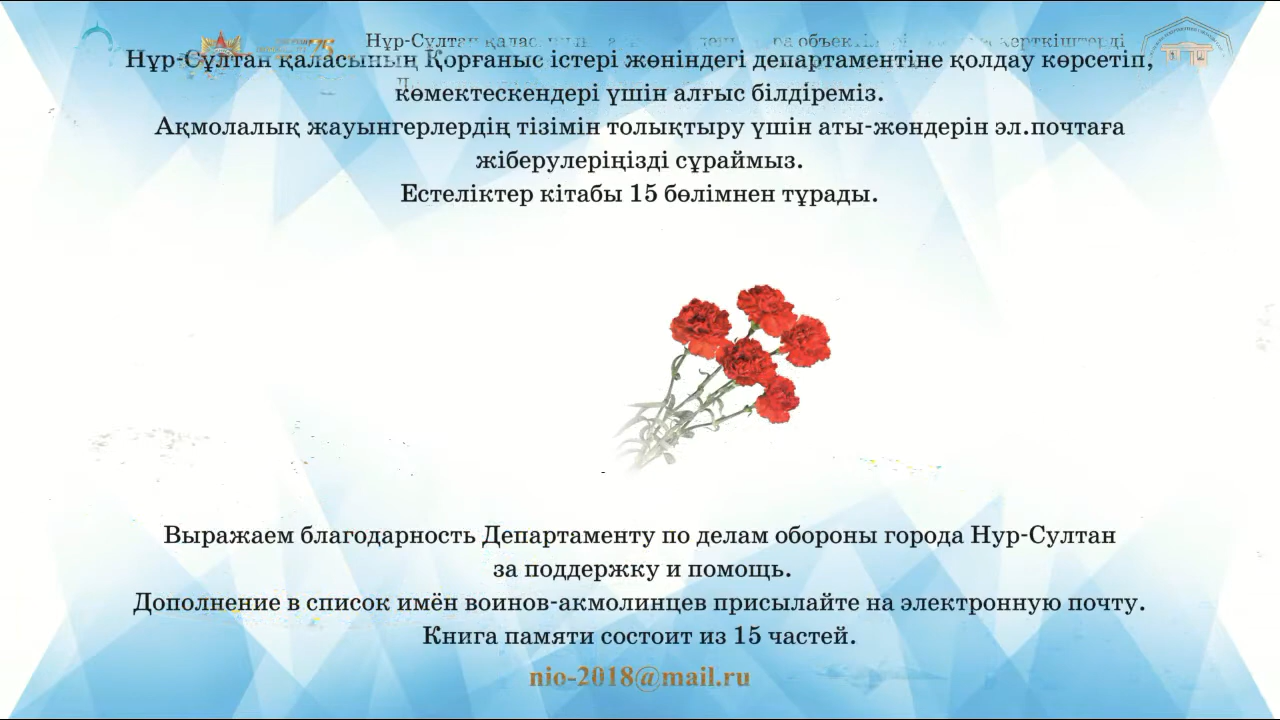 Нұр-Сұлтан
75
Нұр-Сұлтан қаласының Қорғаныс істері жөніндегі департаментіне қолдау көрсетіп,
көмектескендері үшін алғыс білдіреміз.
Ақмолалық жауынгерлердің тізімін толықтыру үшін аты-жөндерін эл.почтаға
жіберулеріңізді сұраймыз.
Естеліктер кітабы 15 бөлімнен тұрады.
Выражаем благодарность Департаменту по делам обороны города Нур-Султан
за поддержку и помощь.
Дополнение в список имён воинов-акмолинцев присылайте на электронную почту.
Книга памяти состоит из 15 частей.
nio-2018@mail.ru